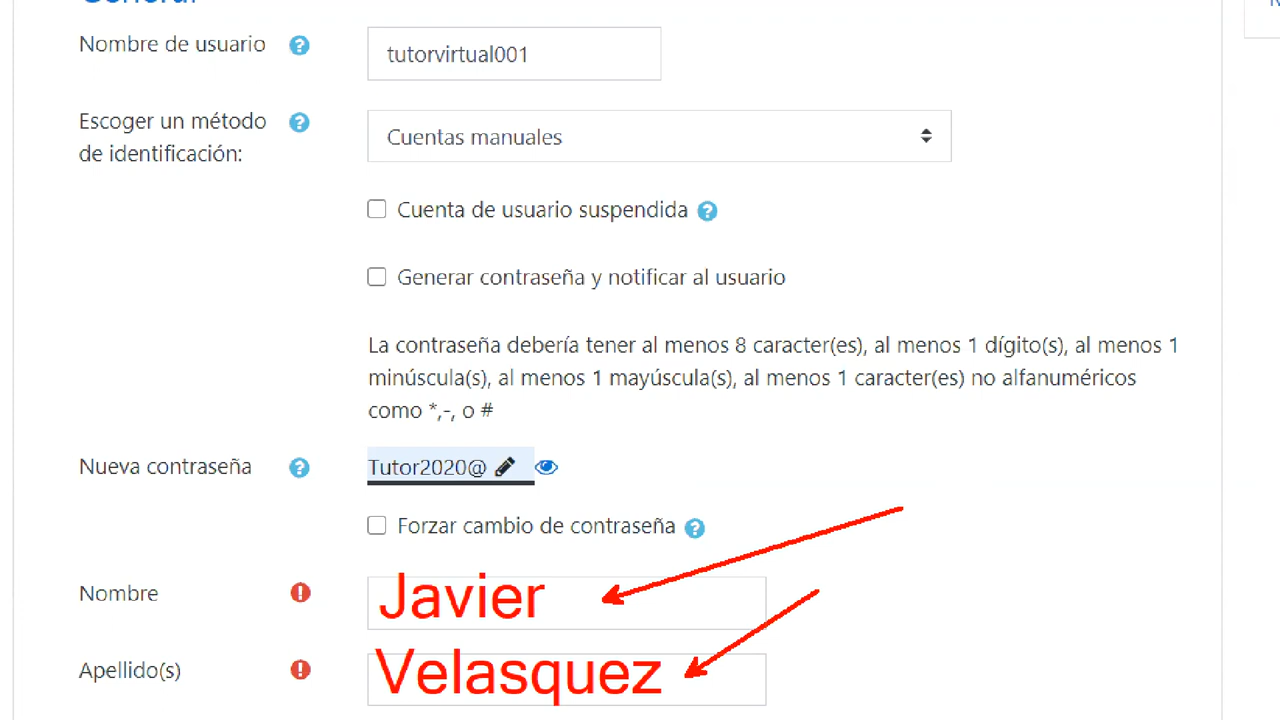 General
Nombre de usuario
tutorvirtual001
Escoger un método
de identificación:
Cuentas manuales
Cuenta de usuario suspendida
Generar contraseña y notificar al usuario
La contraseña debería tener al menos 8 caracter(es), al menos 1 dígito(s), al menos 1
minúscula(s), al menos 1 mayúscula(s), al menos 1 caracter(es) no alfanuméricos
como *,-, o #
Nueva contraseña
Tutor2020@
Forzar cambio de contraseña
Nombre
Javier
Apellido(s)
Velasquez